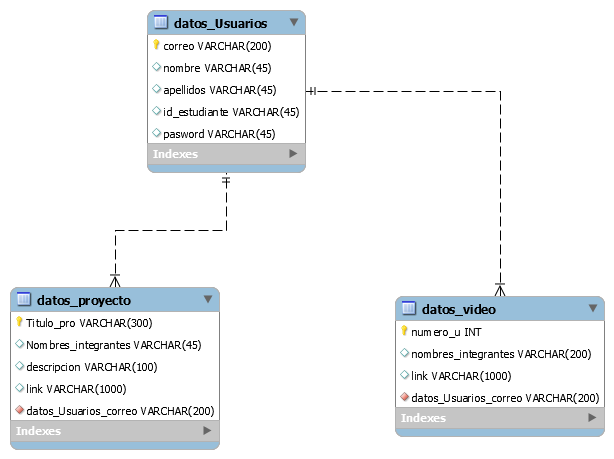 datos_Usuarios
correo VARCHAR(200)
nombre VARCHAR(45)
apellidos VARCHAR(45)
id_estudiante VARCHAR(45)
pasword VARCHAR(45)
Indexes
datos_proyecto
Titulo_pro VARCHAR(300)
Nombres_integrantes VARCHAR(45)
descripcion VARCHAR(100)
link VARCHAR(1000)
datos_Usuarios_correo VARCHAR(200)
Indexes
datos_video
numero_u INT
nombres_integrantes VARCHAR(200)
link VARCHAR(1000)
datos_Usuarios_correo VARCHAR(200)
Indexes